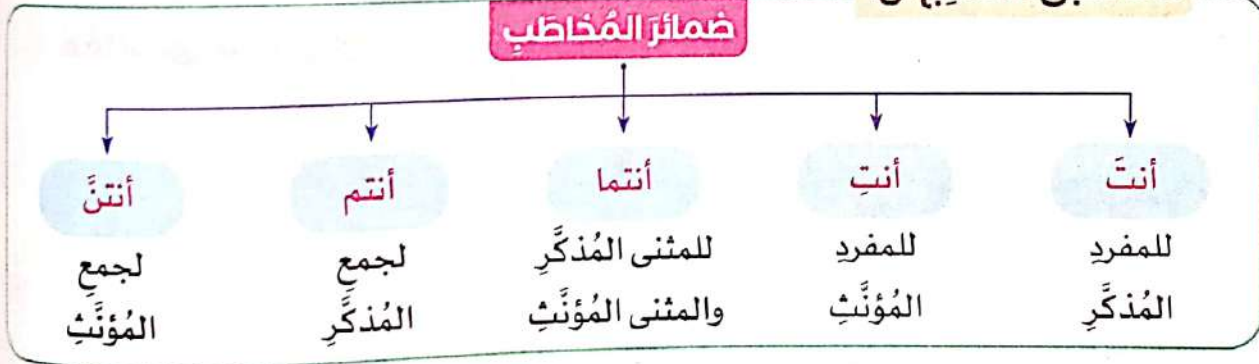 ضمائرَ المُخاطَبِ
أنتَ
للمفردِ
المُذكَّرِ
أنتِ
للمفردِ
المُؤنَّثِ
أنتما
للمثنى المُذكَّرِ
والمثنى المُؤنَّثِ
أنتم
لجمعِ
المُذكَّرِ
أنتنَّ
لجمعِ
المُؤنَّثِ